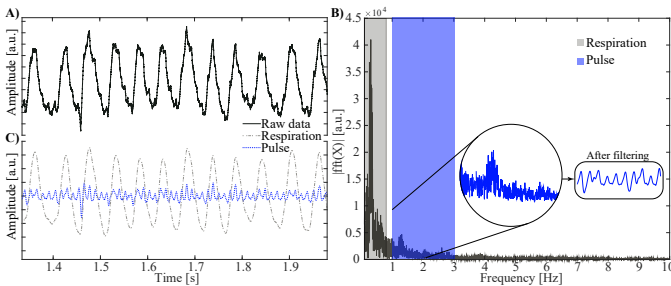 A)
Amplitude [a.u.]
Raw data
Respiration
Pulse
C)
Amplitude [a.u.]
1.4 1.5 1.6 1.7 1.8 1.9
Time [s]
B)
×10⁴
4.5
4
3.5
3
2.5
2
1.5
1
0.5
0
|fft(X)| [a.u.]
Respiration
Pulse
After filtering
1 2 3 4 5 6 7 8 9 10
Frequency [Hz]